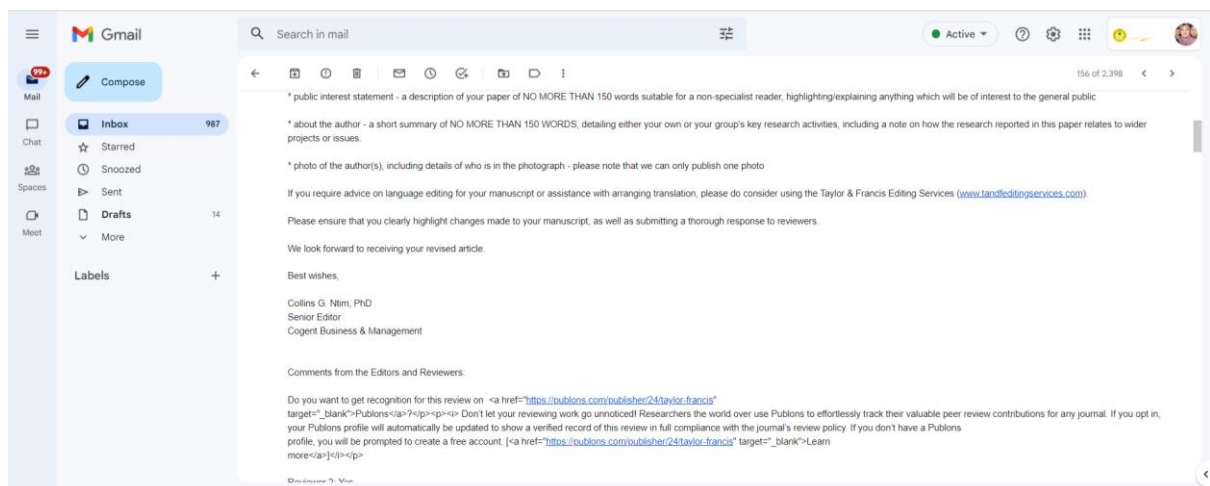 Gmail
Search in mail
Active
99+
Mail
Compose
156 of 2,398
Inbox 987
Chat
Starred
Snoozed
Spaces
Sent
Drafts 14
Meet
More
Labels
* public interest statement - a description of your paper of NO MORE THAN 150 words suitable for a non-specialist reader, highlighting/explaining anything which will be of interest to the general public
* about the author - a short summary of NO MORE THAN 150 WORDS, detailing either your own or your group's key research activities, including a note on how the research reported in this paper relates to wider
projects or issues.
* photo of the author(s), including details of who is in the photograph - please note that we can only publish one photo
If you require advice on language editing for your manuscript or assistance with arranging translation, please do consider using the Taylor & Francis Editing Services (www.tandfeditingservices.com).
Please ensure that you clearly highlight changes made to your manuscript, as well as submitting a thorough response to reviewers.
We look forward to receiving your revised article.
Best wishes,
Collins G. Ntim, PhD
Senior Editor
Cogent Business & Management
Comments from the Editors and Reviewers:
Do you want to get recognition for this review on <a href="https://publons.com/publisher/24/taylor-francis"
target="_blank">Publons</a>?</p><p><i> Don't let your reviewing work go unnoticed! Researchers the world over use Publons to effortlessly track their valuable peer review contributions for any journal. If you opt in,
your Publons profile will automatically be updated to show a verified record of this review in full compliance with the journal's review policy. If you don't have a Publons
profile, you will be prompted to create a free account. [<a href="https://publons.com/publisher/24/taylor-francis" target="_blank">Learn
more</a>]</i></p>
Reviewer 2: Yes